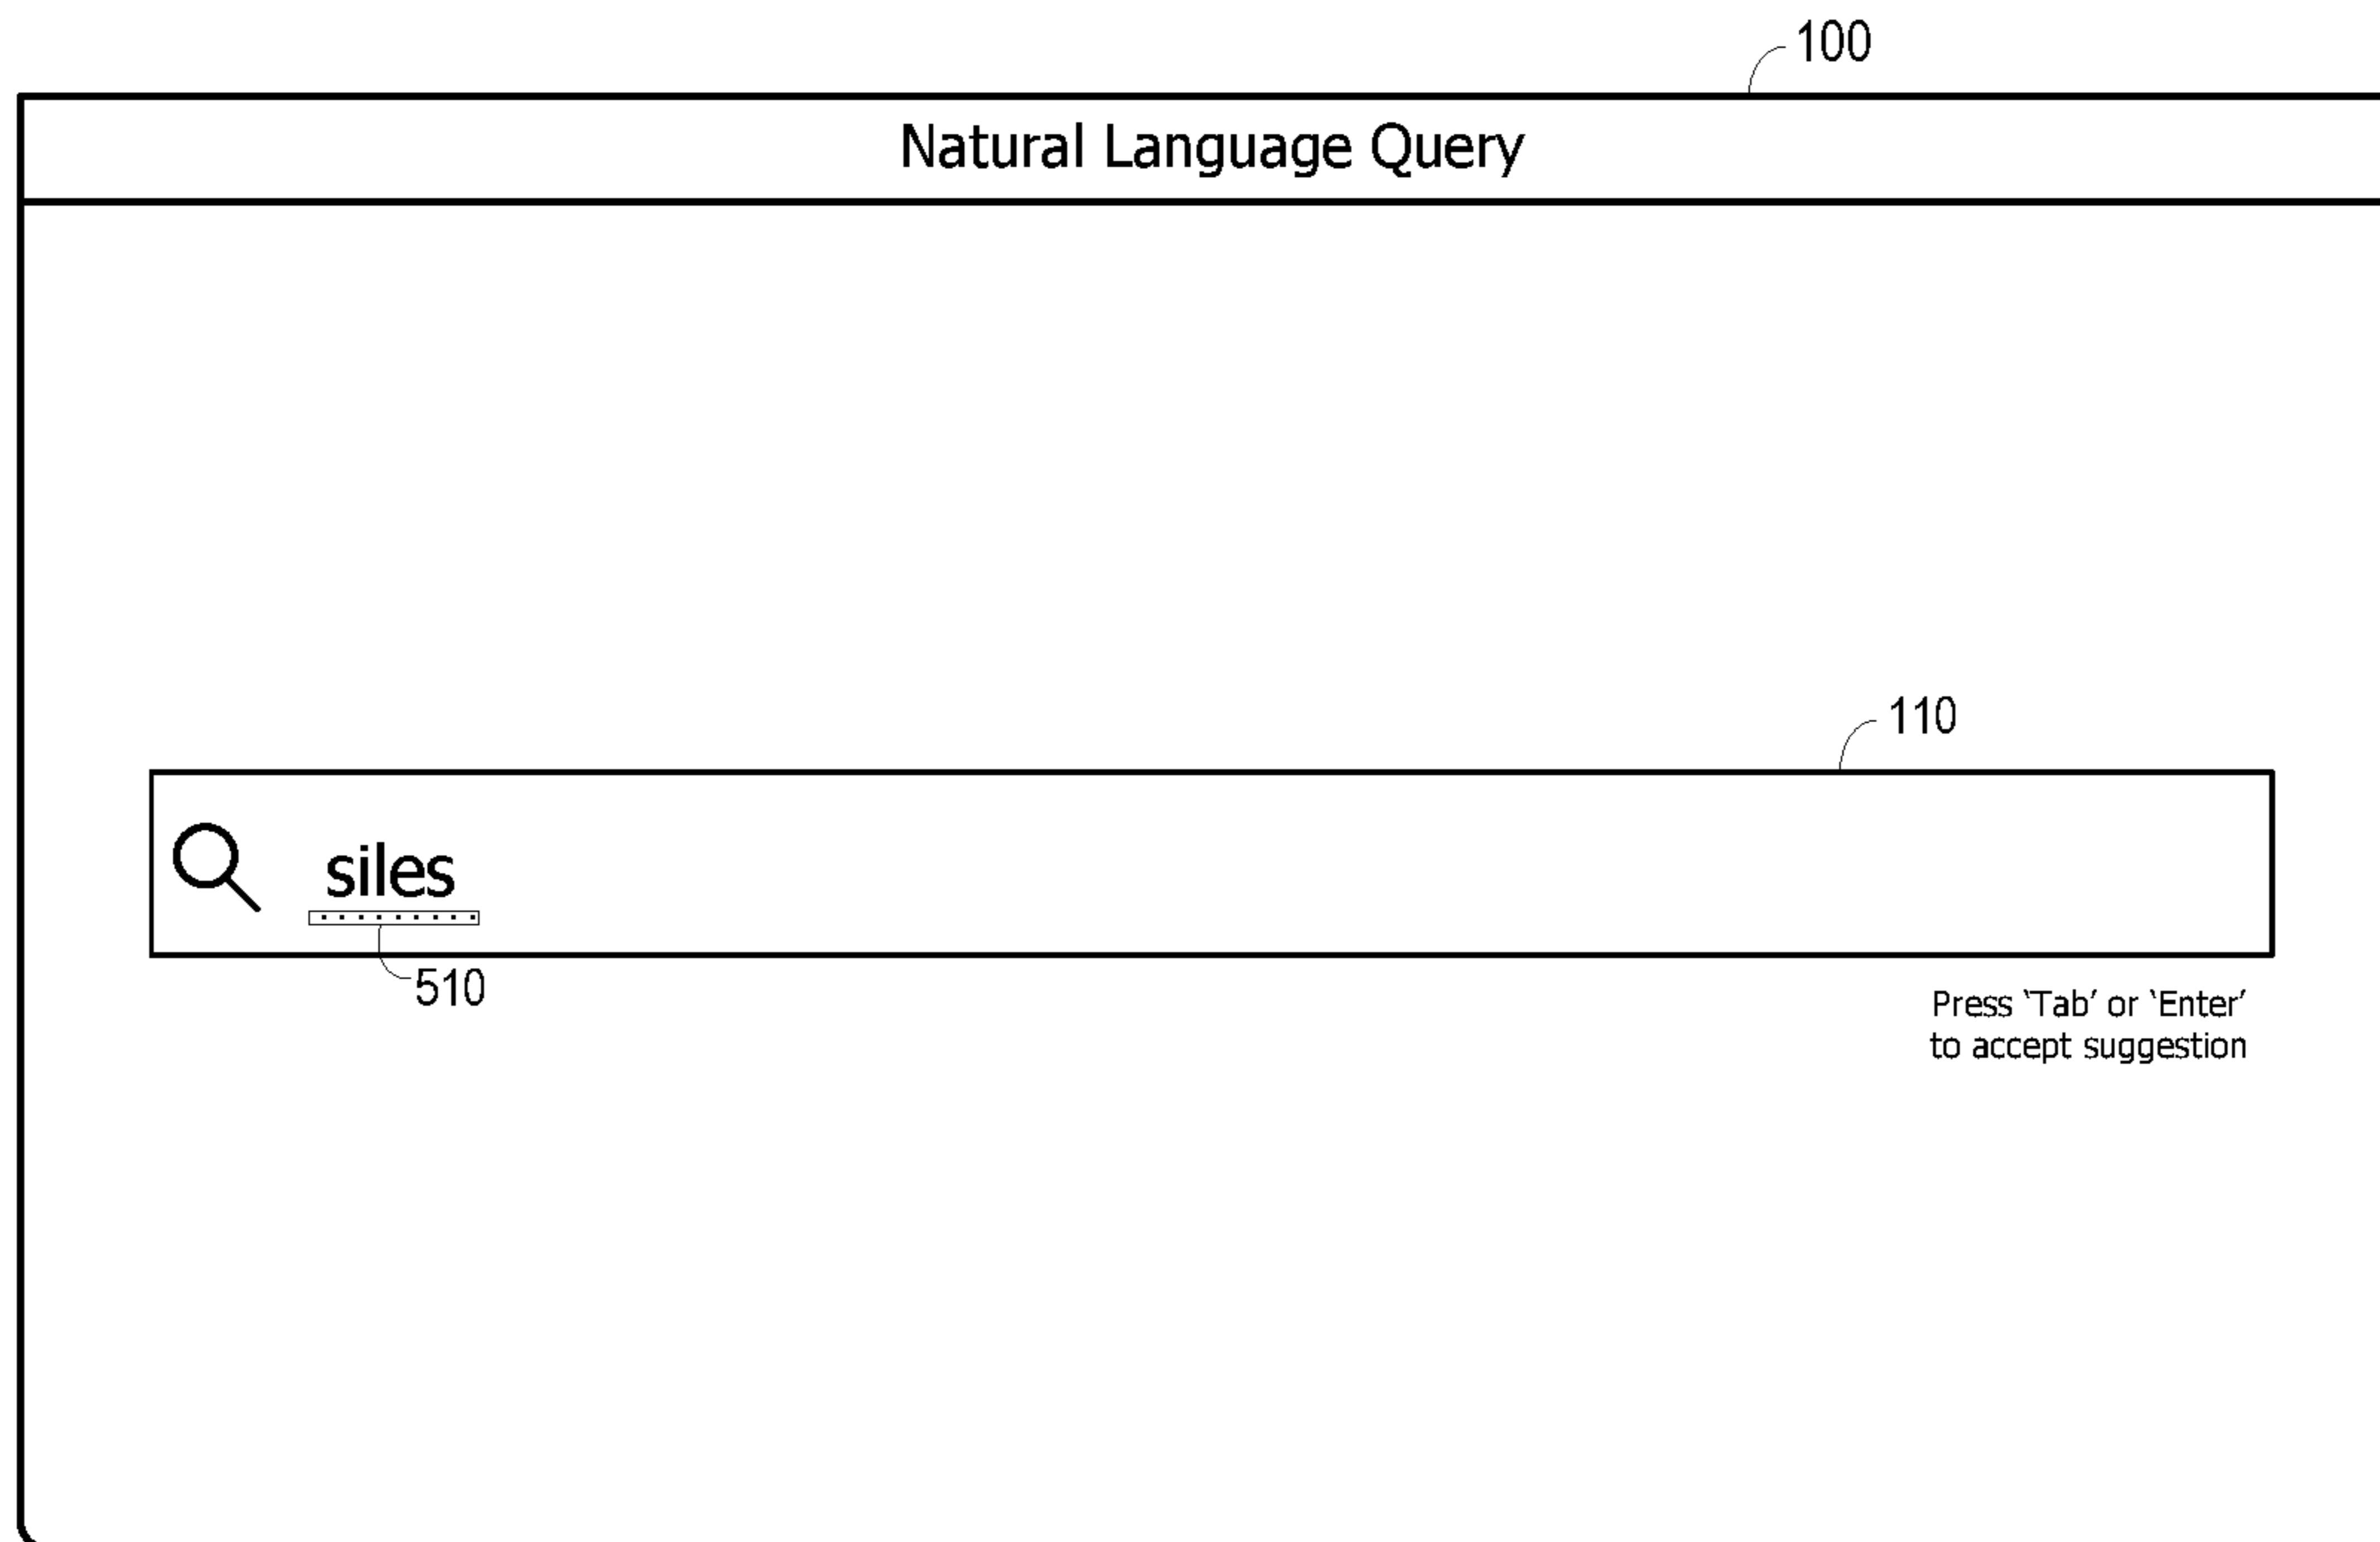 100
Natural Language Query
110
siles
510
Press ‘Tab’ or ‘Enter’
to accept suggestion